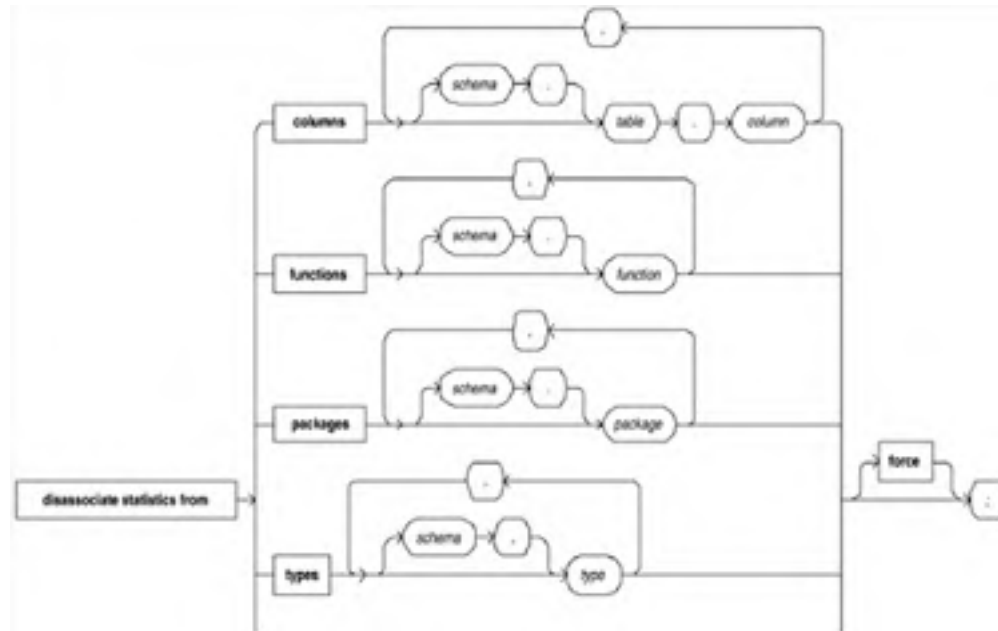 ,
schema .
columns table . column
,
schema .
functions function
,
schema .
packages package
force
,
disassociate statistics from ;
schema .
types type